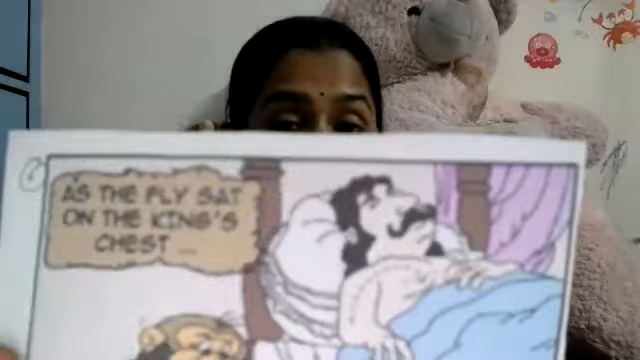 AS THE FLY SAT
ON THE KING'S
CHEST ...